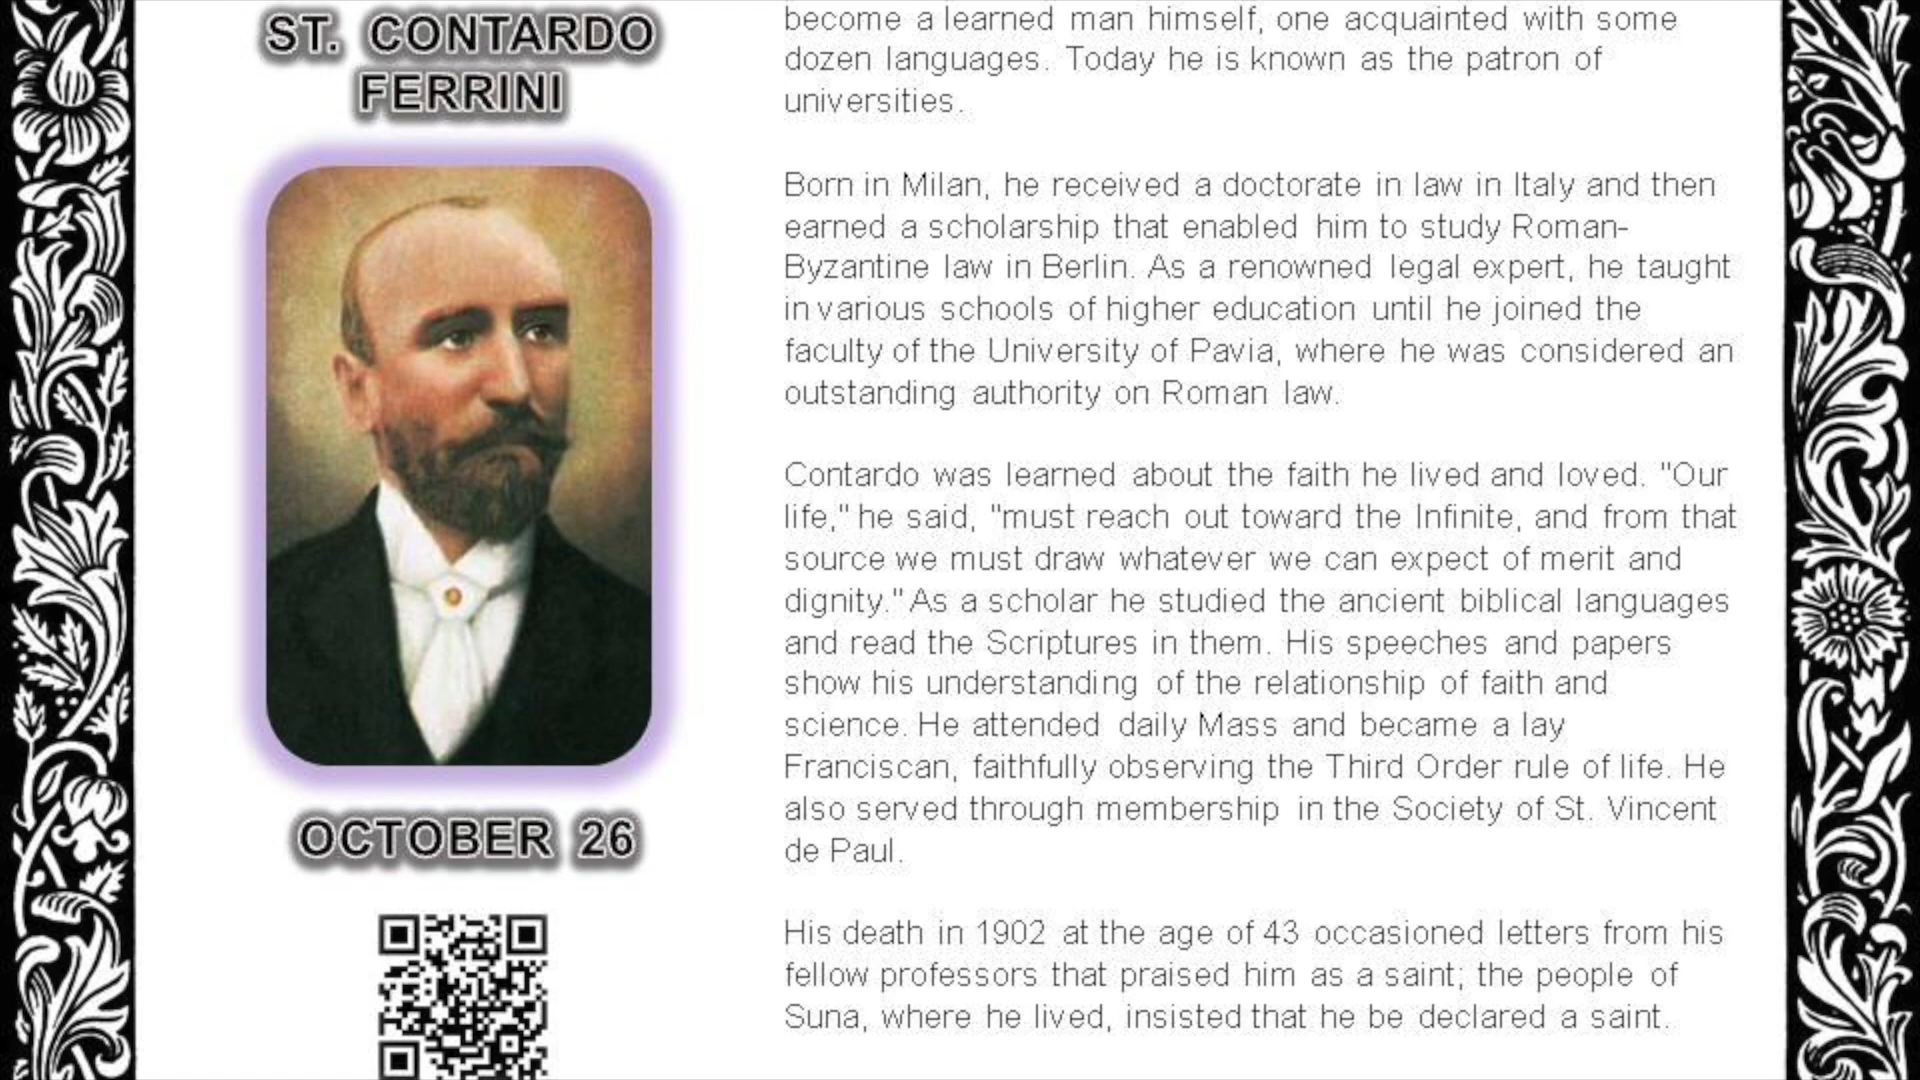 ST. CONTARDO
FERRINI
OCTOBER 26
become a learned man himself, one acquainted with some
dozen languages. Today he is known as the patron of
universities.
Born in Milan, he received a doctorate in law in Italy and then
earned a scholarship that enabled him to study Roman-
Byzantine law in Berlin. As a renowned legal expert, he taught
in various schools of higher education until he joined the
faculty of the University of Pavia, where he was considered an
outstanding authority on Roman law.
Contardo was learned about the faith he lived and loved. "Our
life," he said, "must reach out toward the Infinite, and from that
source we must draw whatever we can expect of merit and
dignity." As a scholar he studied the ancient biblical languages
and read the Scriptures in them. His speeches and papers
show his understanding of the relationship of faith and
science. He attended daily Mass and became a lay
Franciscan, faithfully observing the Third Order rule of life. He
also served through membership in the Society of St. Vincent
de Paul.
His death in 1902 at the age of 43 occasioned letters from his
fellow professors that praised him as a saint; the people of
Suna, where he lived, insisted that he be declared a saint.